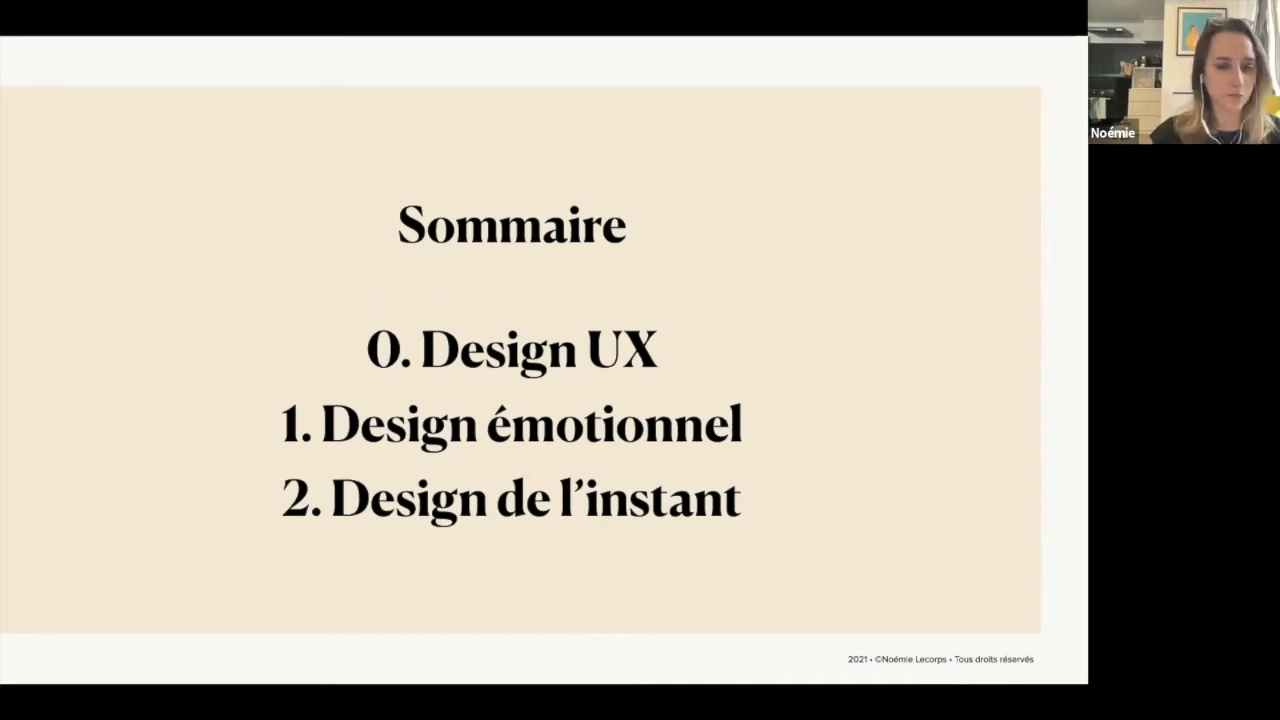 Sommaire
0. Design UX
1. Design émotionnel
2. Design de l’instant
2021 • ©Noémie Lecorps • Tous droits réservés
Noémie